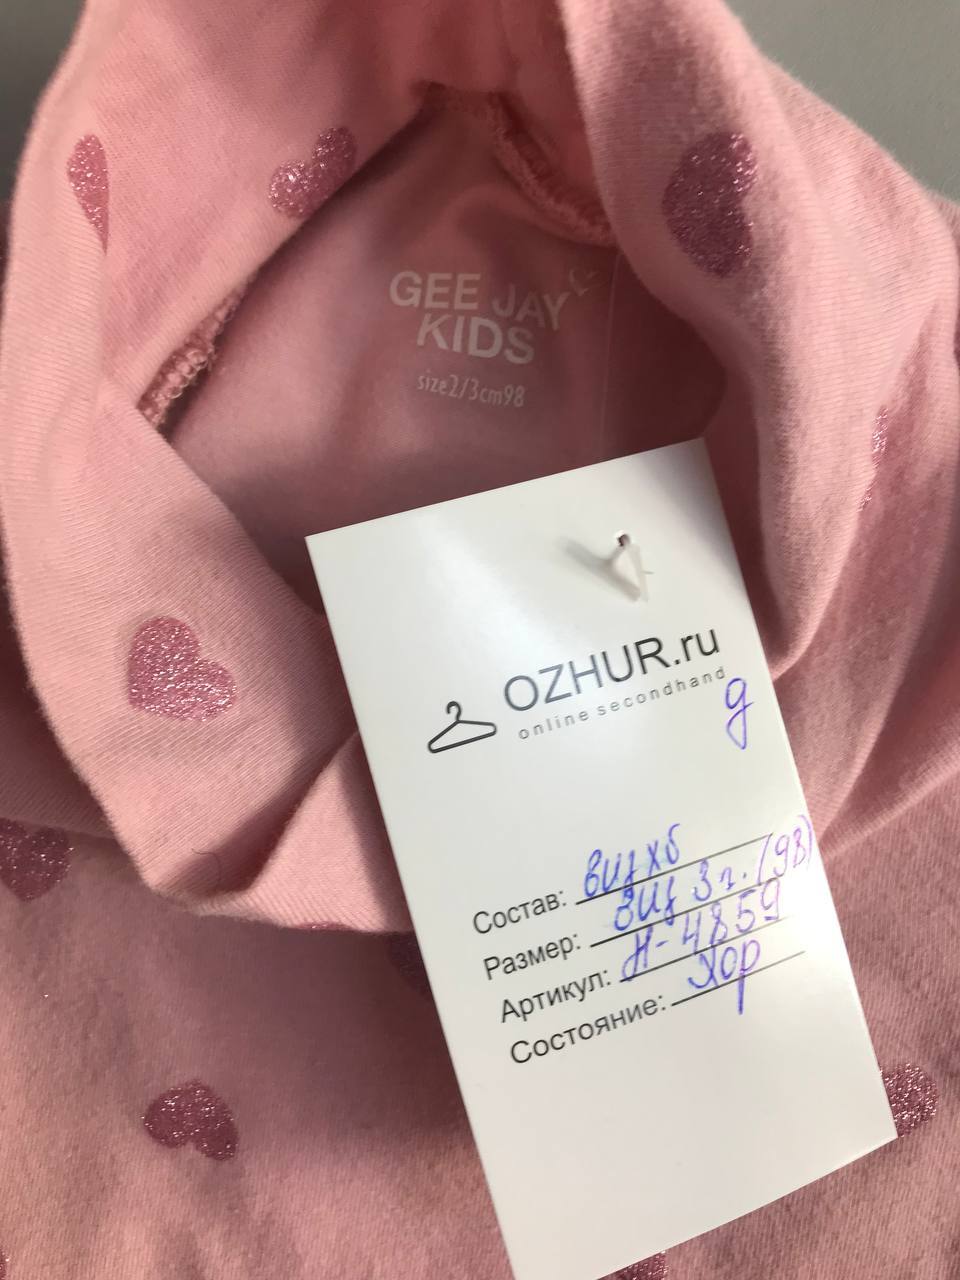 GEE JAY
KIDS
size2/3cm98
OZHUR.ru
online secondhand
g
Состав: виз хб
Размер: виз 3 г. (98)
Артикул: Н-4859
Состояние: хор